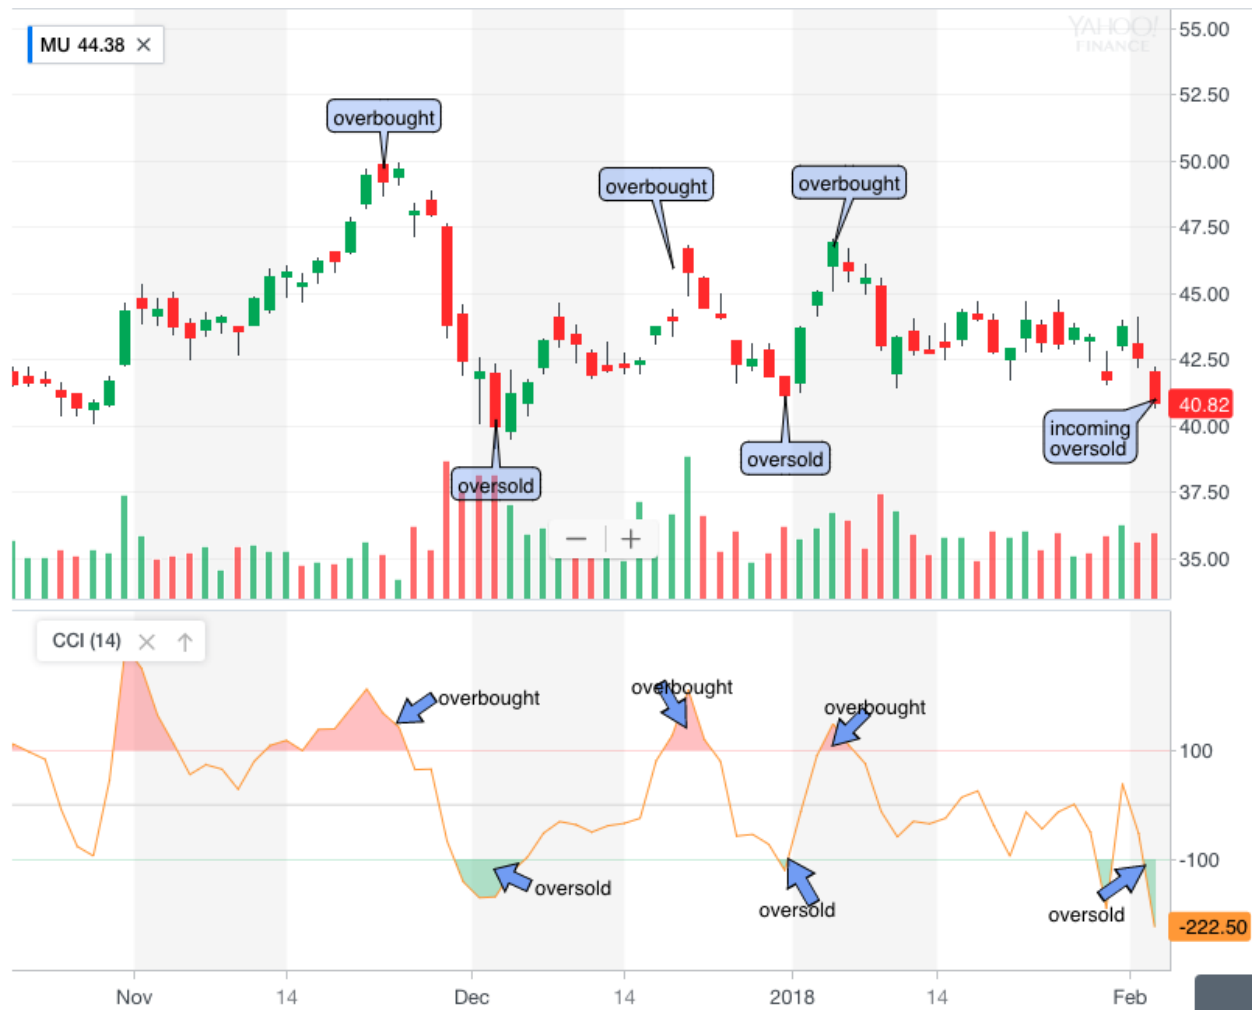 YAHOO!
FINANCE
MU 44.38
55.00
52.50
overbought
50.00
overbought
overbought
47.50
45.00
42.50
40.82
40.00
incoming
oversold
oversold
oversold
37.50
35.00
CCI (14)
overbought
overbought
overbought
100
-100
oversold
oversold
oversold
-222.50
Nov
14
Dec
14
2018
14
Feb